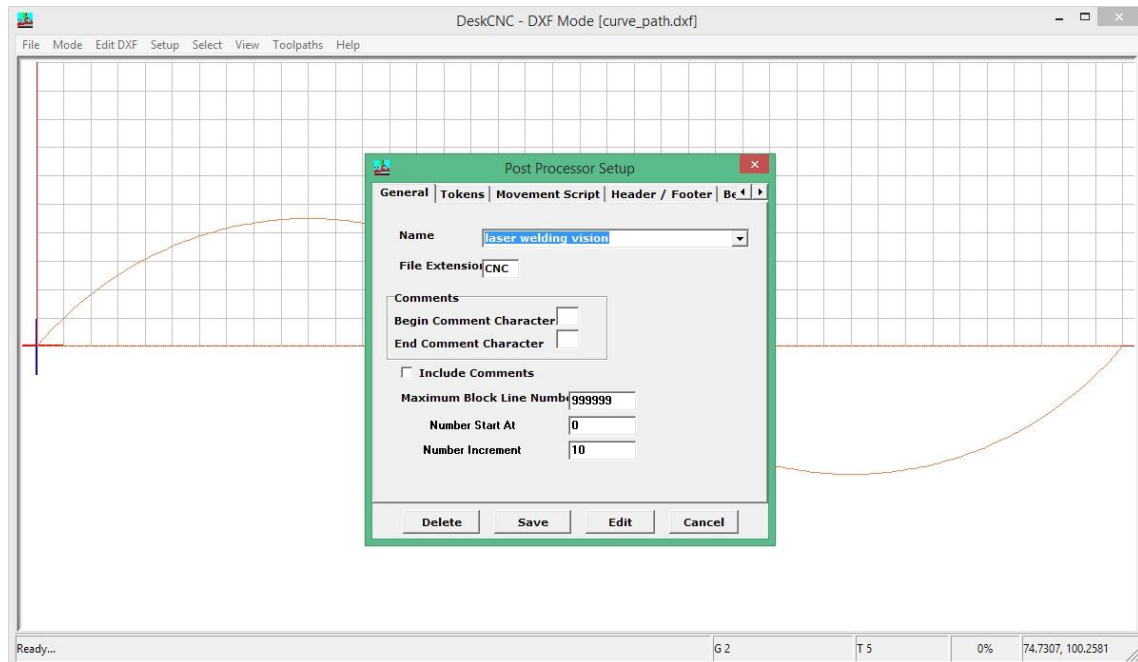 DeskCNC - DXF Mode [curve_path.dxf]
File Mode Edit DXF Setup Select View Toolpaths Help
Post Processor Setup
General Tokens Movement Script Header / Footer Be
Name laser welding vision
File Extension CNC
Comments
Begin Comment Character
End Comment Character
Include Comments
Maximum Block Line Numbe 999999
Number Start At 0
Number Increment 10
Delete Save Edit Cancel
Ready... G 2 T 5 0% 74.7307, 100.2581